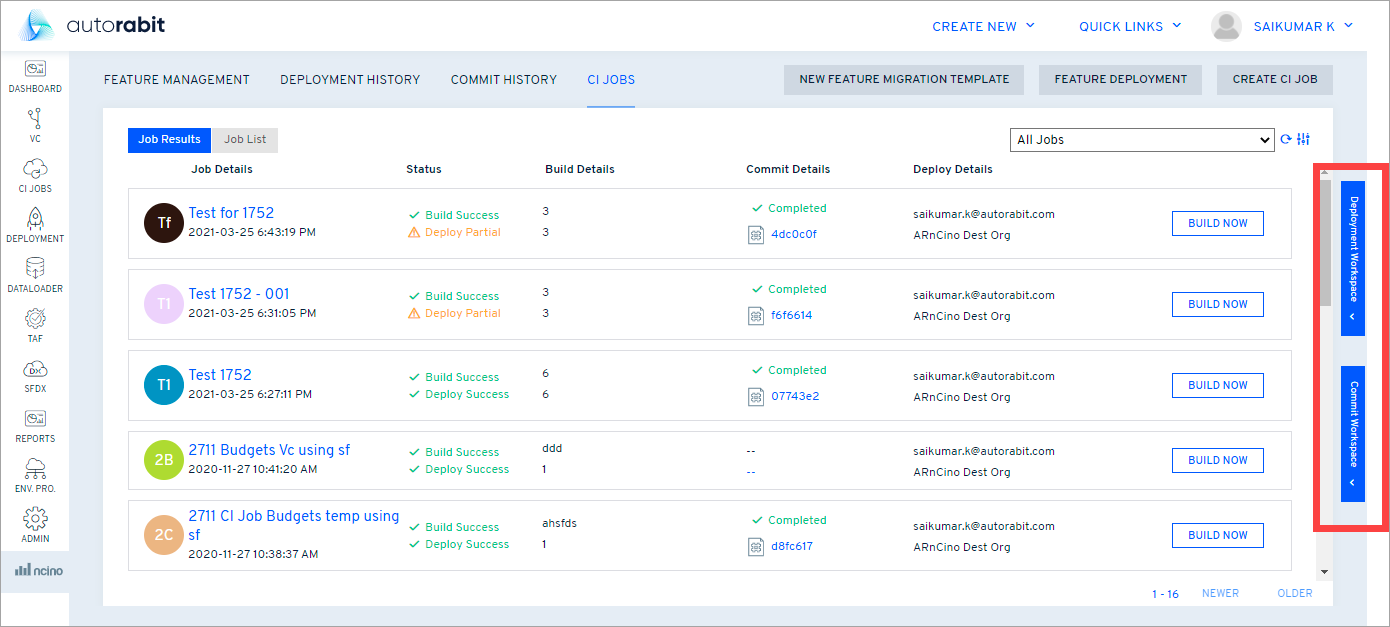 autorabit
CREATE NEW
QUICK LINKS
SAIKUMAR K
DASHBOARD
VC
CI JOBS
DEPLOYMENT
DATALOADER
TAF
DX
SFDX
REPORTS
ENV. PRO.
ADMIN
ncino
FEATURE MANAGEMENT
DEPLOYMENT HISTORY
COMMIT HISTORY
CI JOBS
NEW FEATURE MIGRATION TEMPLATE
FEATURE DEPLOYMENT
CREATE CI JOB
Job Results
Job List
All Jobs
Job Details
Status
Build Details
Commit Details
Deploy Details
Tf
Test for 1752
2021-03-25 6:43:19 PM
Build Success
Deploy Partial
3
3
Completed
4dc0c0f
saikumar.k@autorabit.com
ARnCino Dest Org
BUILD NOW
T1
Test 1752 - 001
2021-03-25 6:31:05 PM
Build Success
Deploy Partial
3
3
Completed
f6f6614
saikumar.k@autorabit.com
ARnCino Dest Org
BUILD NOW
T1
Test 1752
2021-03-25 6:27:11 PM
Build Success
Deploy Success
6
6
Completed
07743e2
saikumar.k@autorabit.com
ARnCino Dest Org
BUILD NOW
2B
2711 Budgets Vc using sf
2020-11-27 10:41:20 AM
Build Success
Deploy Success
ddd
1
--
--
saikumar.k@autorabit.com
ARnCino Dest Org
BUILD NOW
2C
2711 CI Job Budgets temp using
sf
2020-11-27 10:38:37 AM
Build Success
Deploy Success
ahsfds
1
Completed
d8fc617
saikumar.k@autorabit.com
ARnCino Dest Org
BUILD NOW
1 - 16
NEWER
OLDER
Deployment Workspace
Commit Workspace